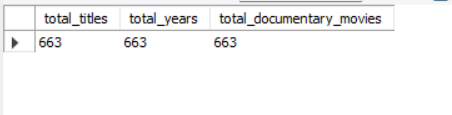 total_titles total_years total_documentary_movies
663 663 663